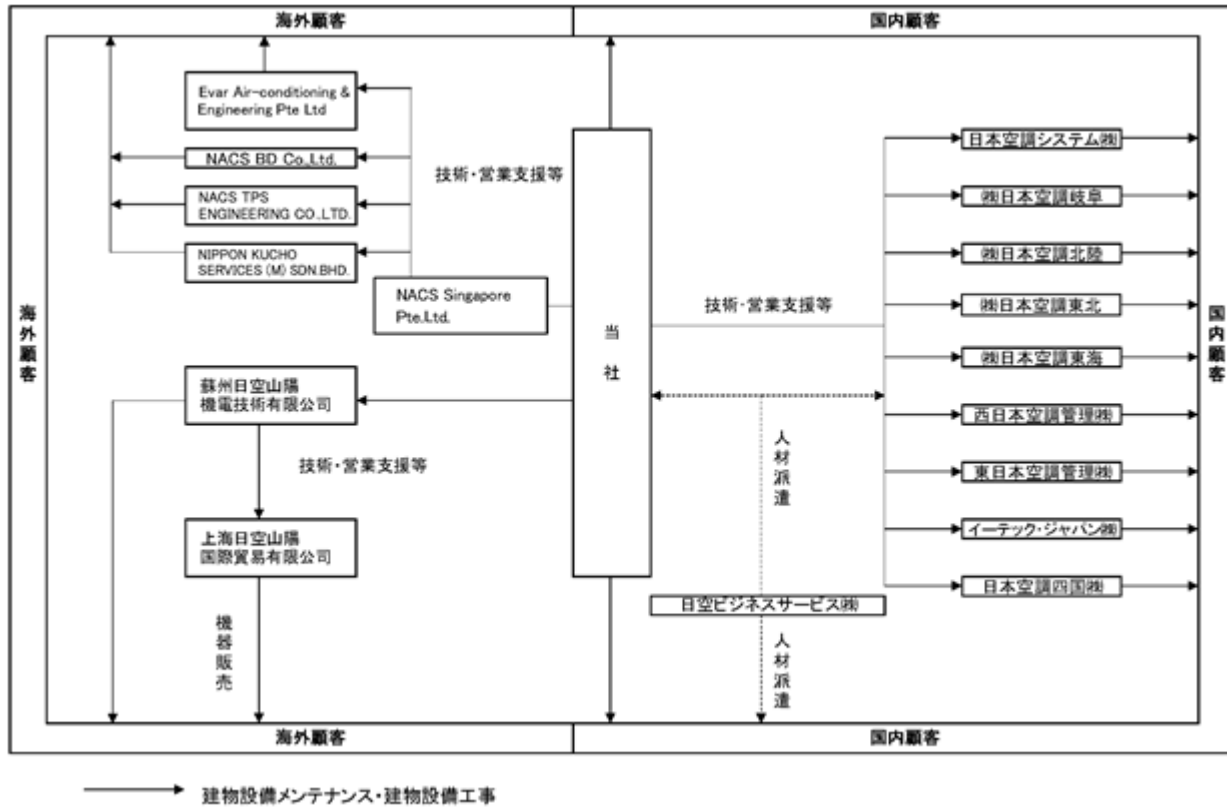 海外顧客
国内顧客
Evar Air-conditioning &
Engineering Pte Ltd
NACS BD Co.,Ltd.
NACS TPS
ENGINEERING CO.,LTD.
NIPPON KUCHO
SERVICES (M) SDN.BHD.
技術・営業支援等
NACS Singapore
Pte.Ltd.
海外顧客
蘇州日空山陽
機電技術有限公司
技術・営業支援等
上海日空山陽
国際貿易有限公司
機器販売
当社
技術・営業支援等
人材派遣
日空ビジネスサービス㈱
人材派遣
日本空調システム㈱
㈱日本空調岐阜
㈱日本空調北陸
㈱日本空調東北
㈱日本空調東海
西日本空調管理㈱
東日本空調管理㈱
イーテック・ジャパン㈱
日本空調四国㈱
国内顧客
海外顧客
国内顧客
建物設備メンテナンス・建物設備工事